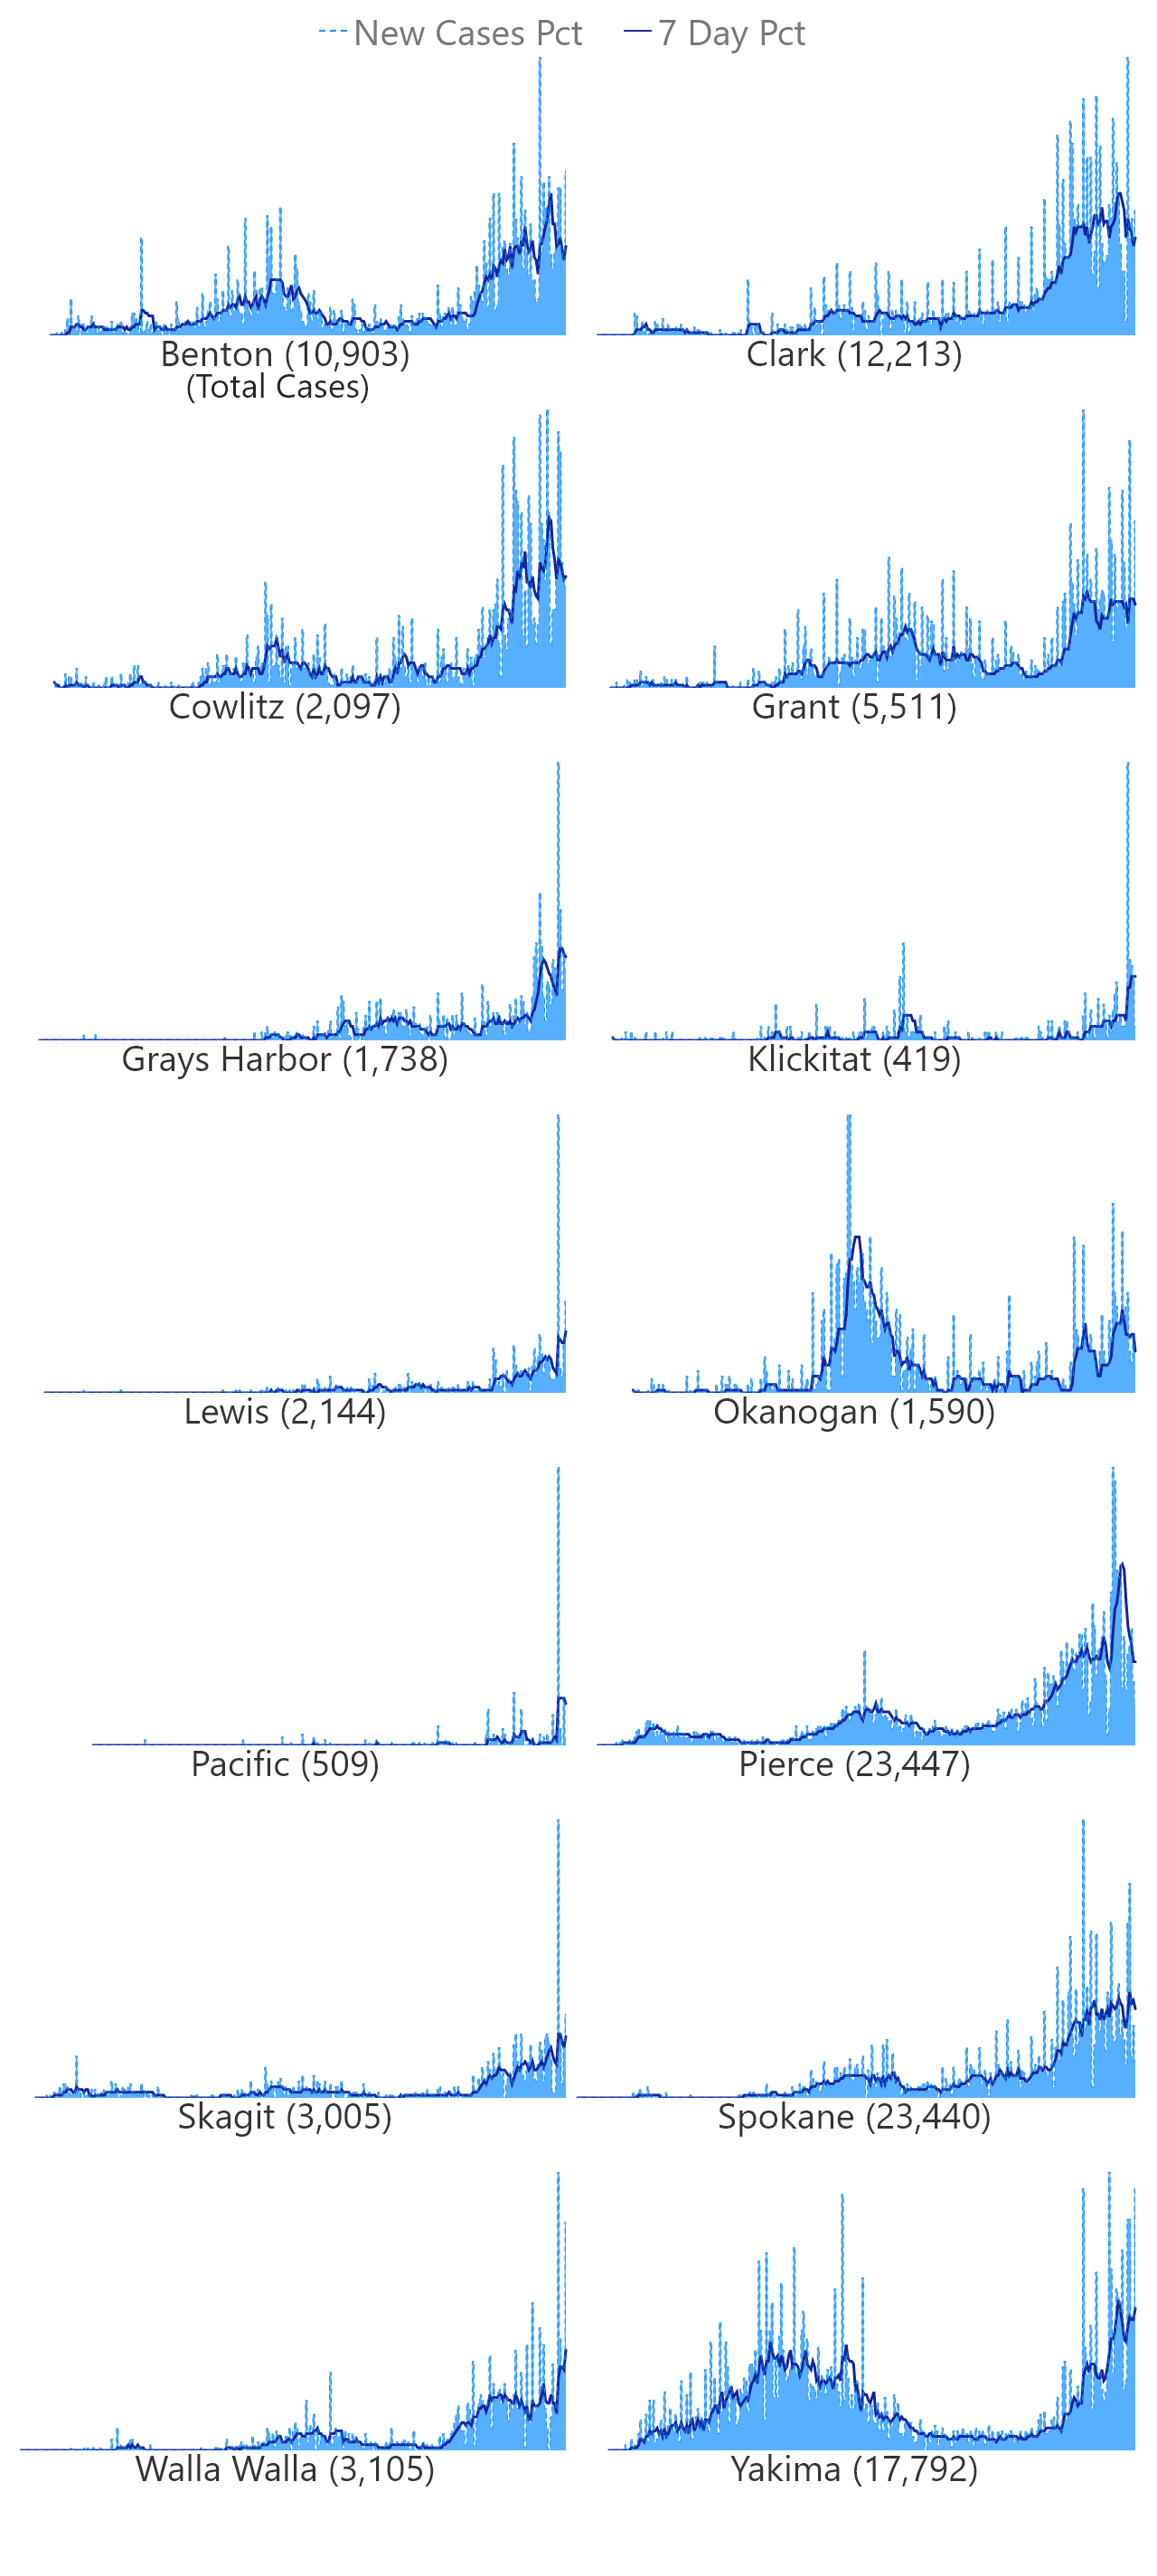 New Cases Pct 7 Day Pct
Benton (10,903) Clark (12,213)
(Total Cases)
Cowlitz (2,097) Grant (5,511)
Grays Harbor (1,738) Klickitat (419)
Lewis (2,144) Okanogan (1,590)
Pacific (509) Pierce (23,447)
Skagit (3,005) Spokane (23,440)
Walla Walla (3,105) Yakima (17,792)